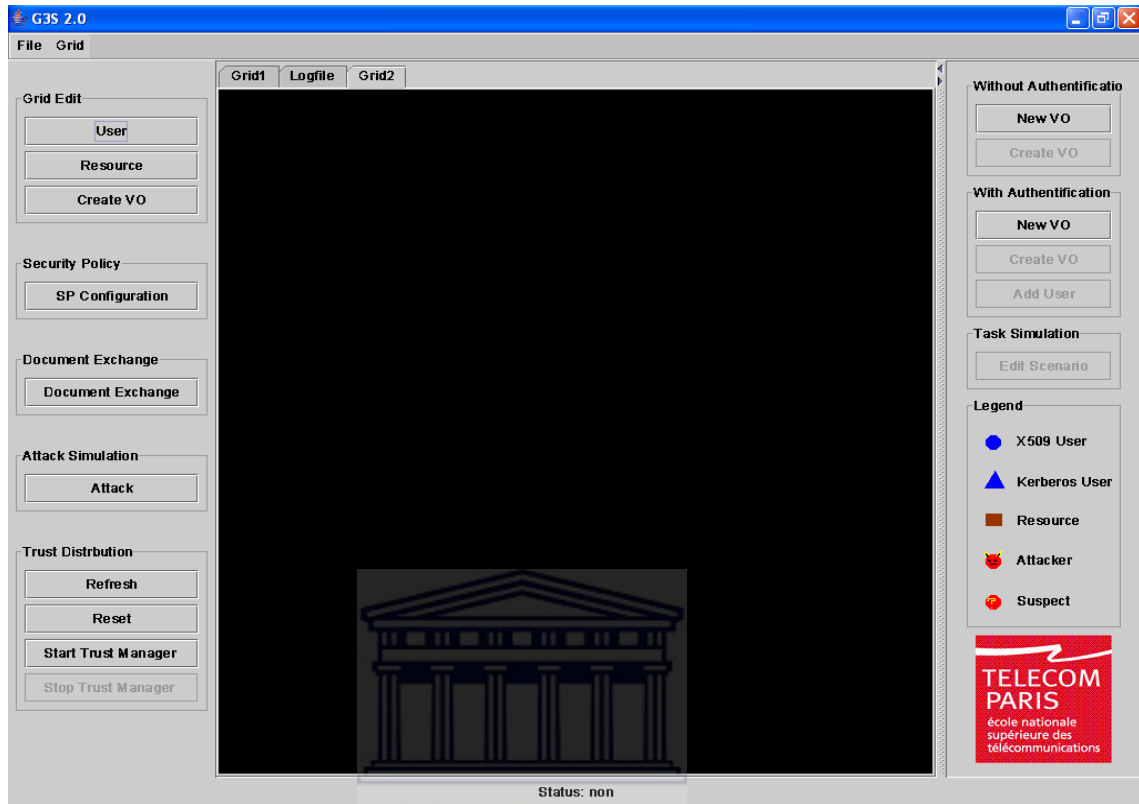 G3S 2.0
File Grid
Grid1 Logfile Grid2
Grid Edit
User
Resource
Create VO
Security Policy
SP Configuration
Document Exchange
Document Exchange
Attack Simulation
Attack
Trust Distrbution
Refresh
Reset
Start Trust Manager
Stop Trust Manager
Without Authentificatio
New VO
Create VO
With Authentification
New VO
Create VO
Add User
Task Simulation
Edit Scenario
Legend
X509 User
Kerberos User
Resource
Attacker
Suspect
TELECOM
PARIS
école nationale
supérieure des
télécommunications
Status: non